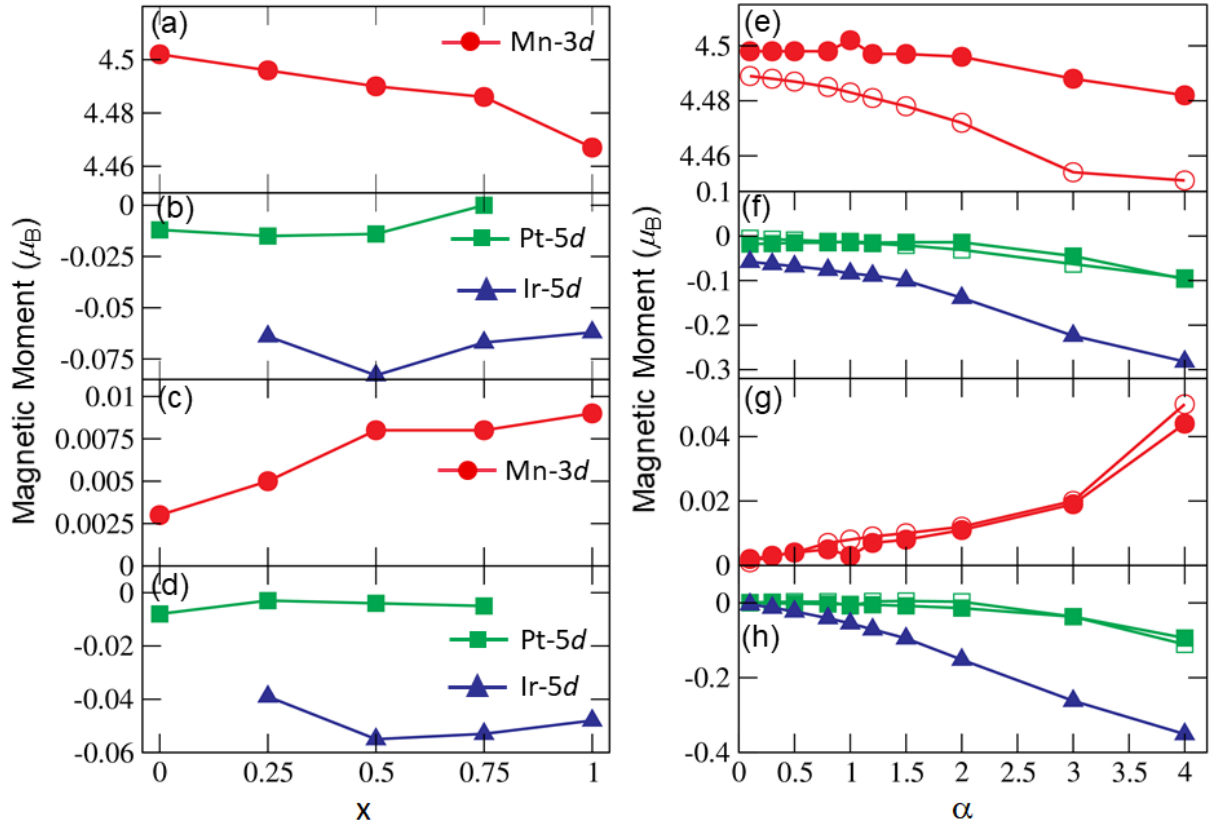 (a)
Mn-3d
4.5
4.48
4.46
(b)
0
-0.025
-0.05
-0.075
Pt-5d
Ir-5d
(c)
0.01
0.0075
0.005
0.0025
0
Mn-3d
(d)
0
-0.02
-0.04
-0.06
Pt-5d
Ir-5d
0 0.25 0.5 0.75 1
x
Magnetic Moment (μB)
(e)
4.5
4.48
4.46
(f)
0.1
0
-0.1
-0.2
-0.3
(g)
0.04
0.02
0
(h)
0
-0.2
-0.4
0 0.5 1 1.5 2 2.5 3 3.5 4
α
Magnetic Moment (μB)